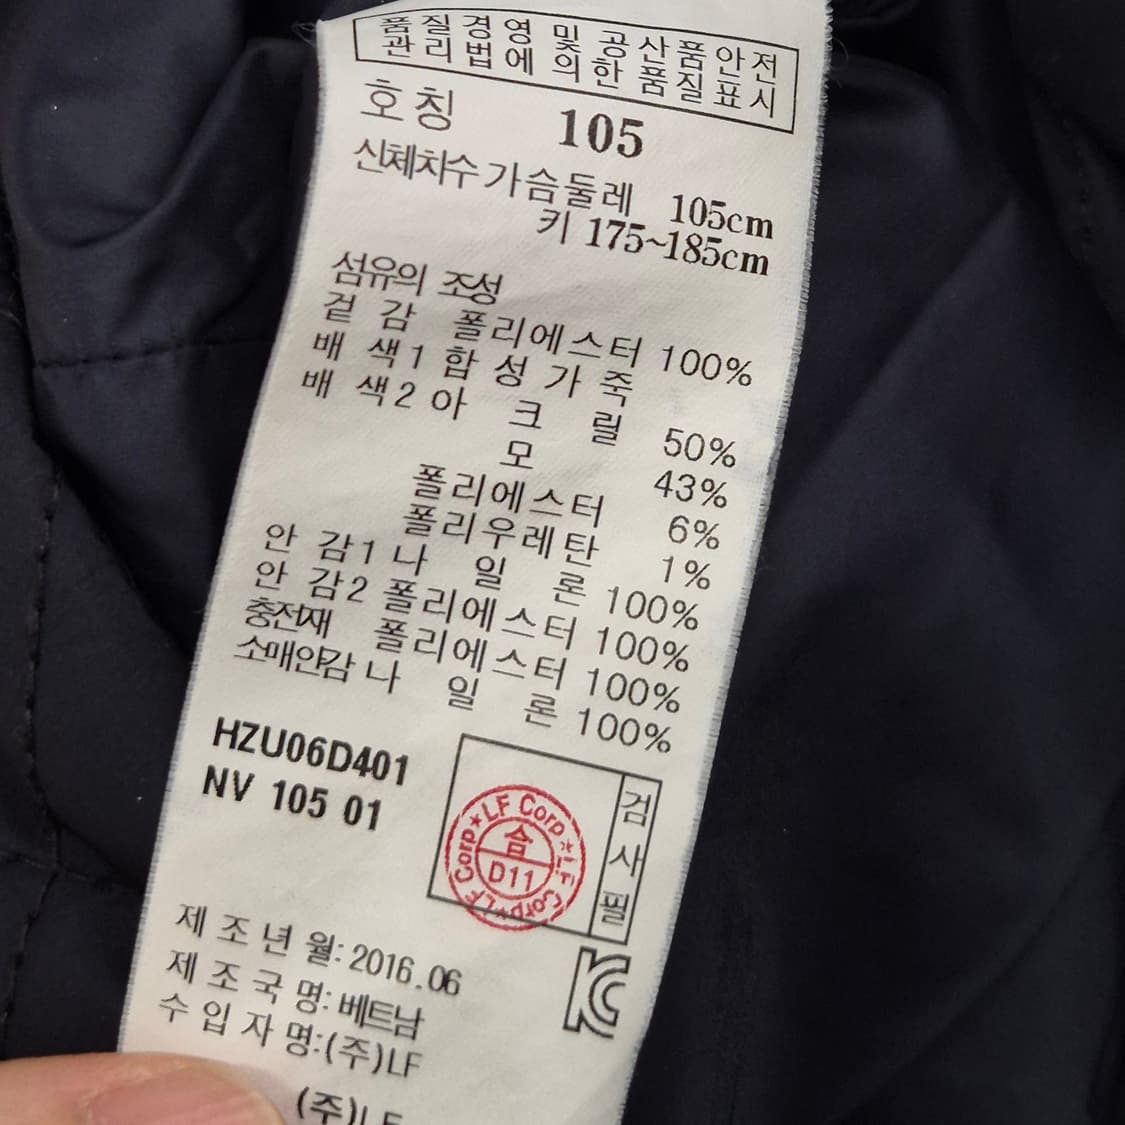 품질경영 및 공산품안전
관리법에 의한 품질표시
호칭 105
신체치수 가슴둘레 105cm
키 175~185cm
섬유의 조성
겉 감 폴리에스터 100%
배 색1 합성가죽
배 색2 아 크 릴 50%
모 43%
폴리에스터 6%
폴리우레탄 1%
안 감1 나 일 론 100%
안 감2 폴리에스터 100%
충전재 폴리에스터 100%
소매안감 나 일 론 100%
HZU06D401
NV 105 01
검사필
★LF Corp★LF Corp★LF Corp
合
D11
제 조 년 월: 2016.06
제 조 국 명: 베트남
수 입 자 명:(주)LF
(주)LF